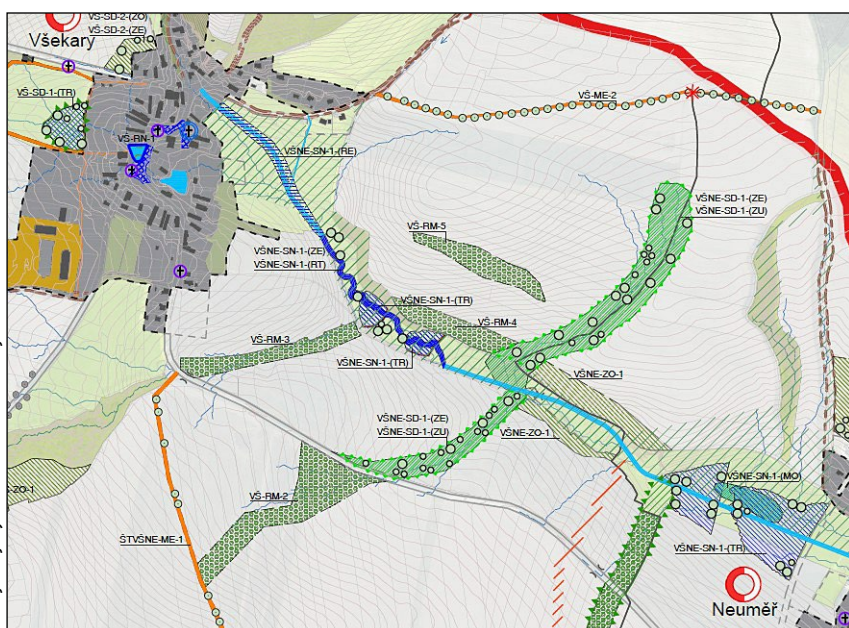 VŠ-SD-2-(ZO)
VŠ-SD-2-(ZE)
Všekary
VŠ-SD-1-(TR)
VŠ-ME-2
VŠ-RN-1
VŠNE-SN-1-(RE)
VŠNE-SD-1-(ZE)
VŠNE-SD-1-(ZU)
VŠ-RM-5
VŠNE-SN-1-(ZE)
VŠNE-SN-1-(RT)
VŠNE-SN-1-(TR)
VŠ-RM-4
VŠ-RM-3
VŠNE-SN-1-(TR)
VŠNE-ZO-1
VŠNE-SD-1-(ZE)
VŠNE-SD-1-(ZU)
VŠNE-ZO-1
VŠNE-SN-1-(MO)
-ZO-1
VŠ-RM-2
ŠTVŠNE-ME-1
VŠNE-SN-1-(TR)
Neuměř